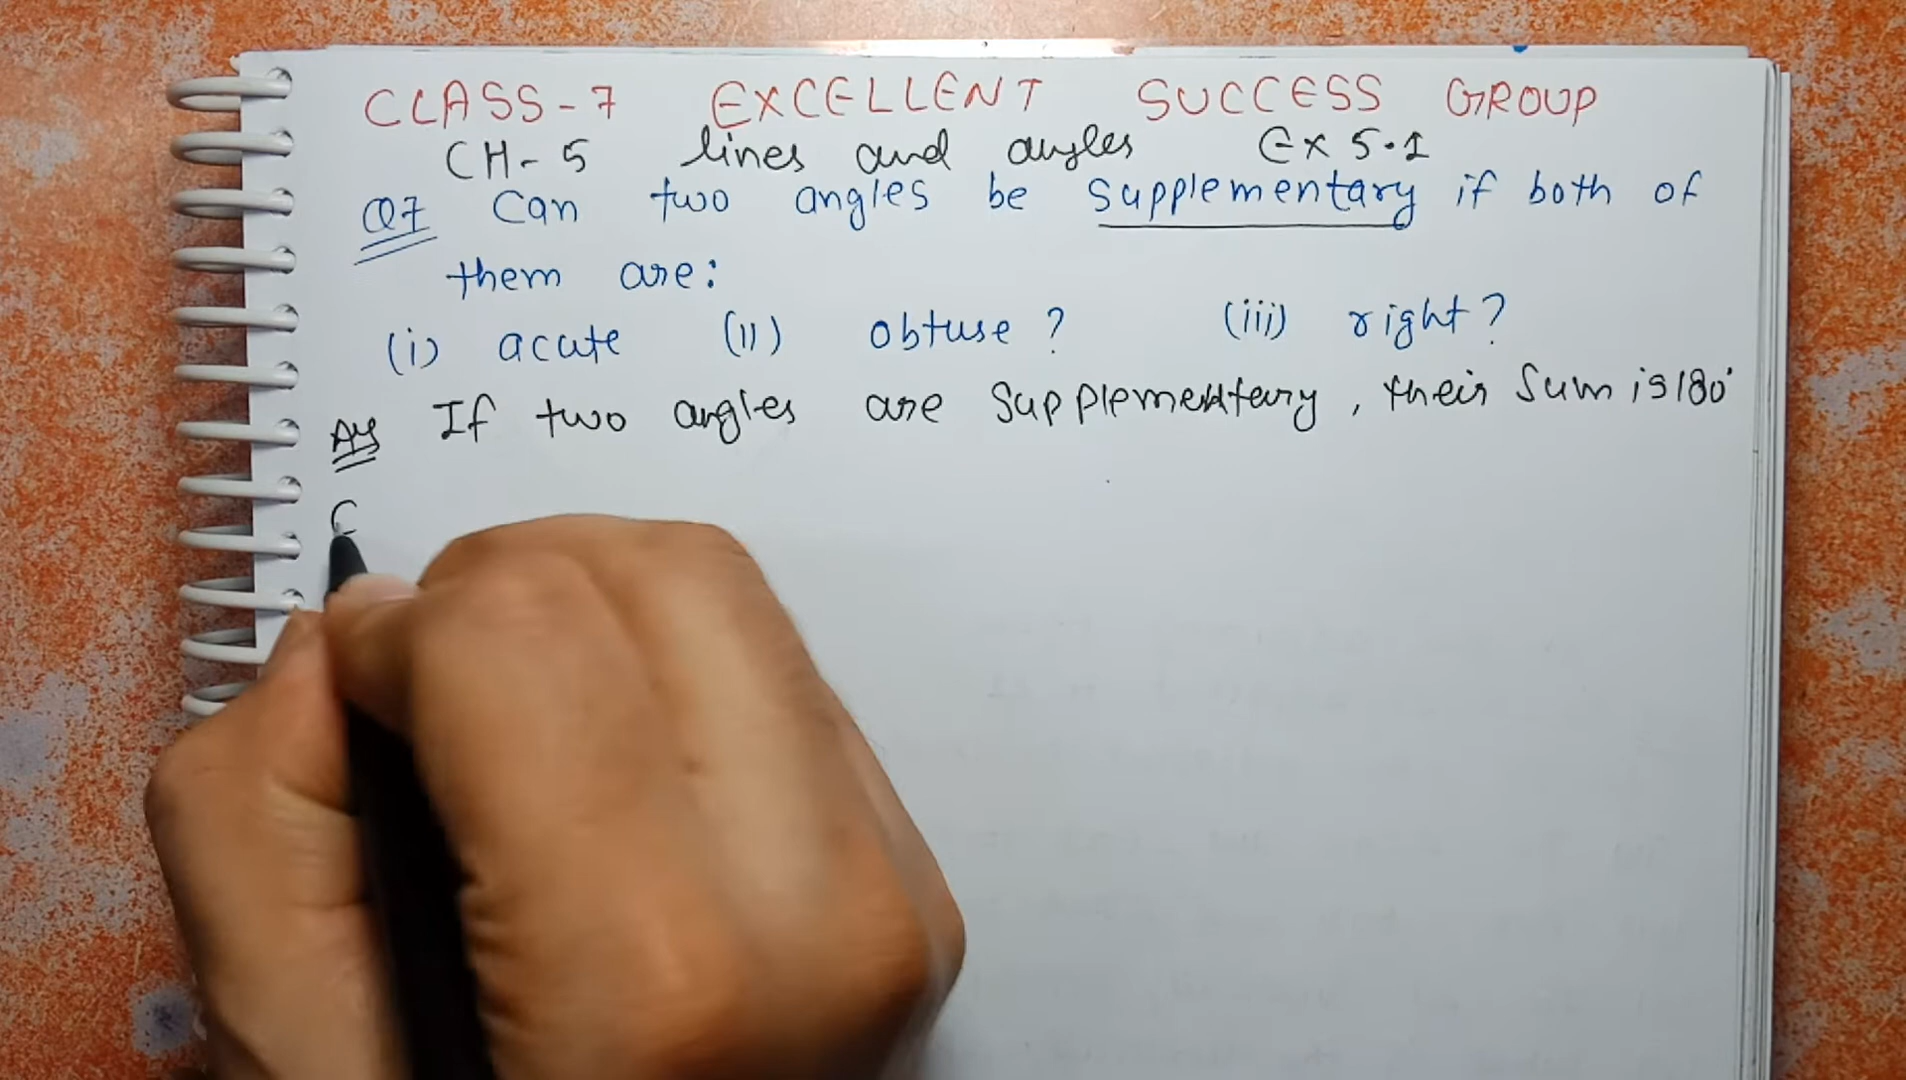 CLASS-7 EXCELLENT SUCCESS GROUP
CH-5 lines and angles Ex 5.1
Q7 Can two angles be supplementary if both of
them are:
(i) acute (ii) obtuse? (iii) right?
Ans If two angles are supplementary, their sum is 180°
(